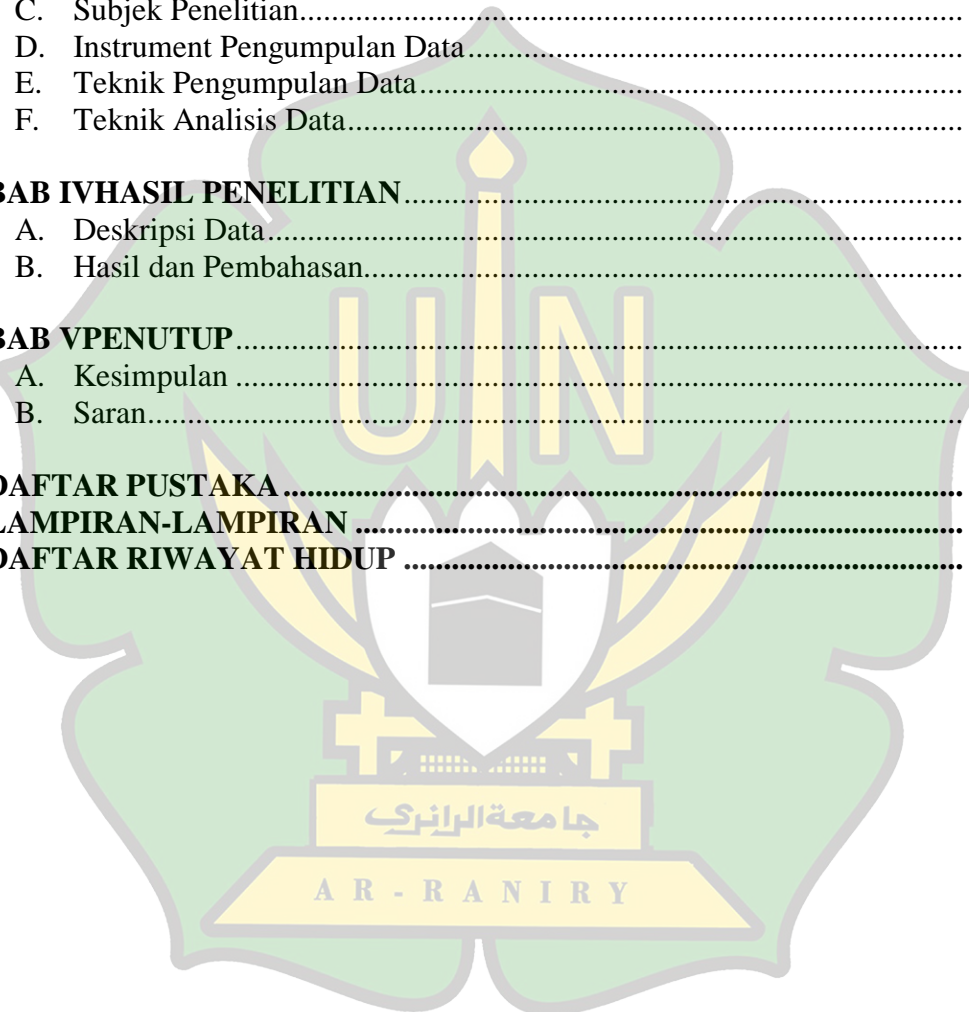 C. Subjek Penelitian................................................................................
D. Instrument Pengumpulan Data............................................................
E. Teknik Pengumpulan Data..................................................................
F. Teknik Analisis Data...........................................................................
BAB IVHASIL PENELITIAN....................................................................
A. Deskripsi Data.....................................................................................
B. Hasil dan Pembahasan.........................................................................
BAB VPENUTUP.......................................................................................
A. Kesimpulan .........................................................................................
B. Saran....................................................................................................
DAFTAR PUSTAKA .................................................................................
LAMPIRAN-LAMPIRAN .........................................................................
DAFTAR RIWAYAT HIDUP ...................................................................
UIN
جامعةالرانري
AR-RANIRY